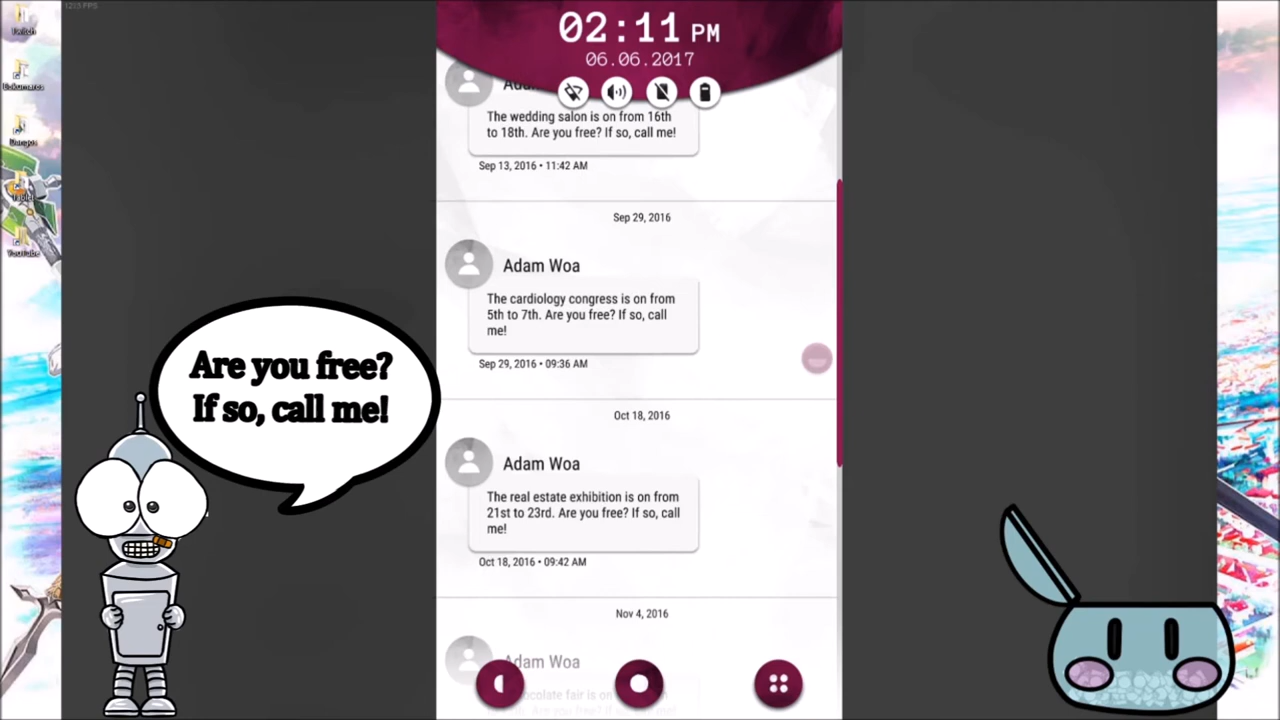 1215 FPS
Twitch
02:11 PM
06.06.2017
The wedding salon is on from 16th
to 18th. Are you free? If so, call me!
Sep 13, 2016 • 11:42 AM
Sep 29, 2016
Adam Woa
The cardiology congress is on from
5th to 7th. Are you free? If so, call
me!
Sep 29, 2016 • 09:36 AM
Oct 18, 2016
Adam Woa
The real estate exhibition is on from
21st to 23rd. Are you free? If so, call
me!
Oct 18, 2016 • 09:42 AM
Nov 4, 2016
Adam Woa
YouTube
Are you free?
If so, call me!